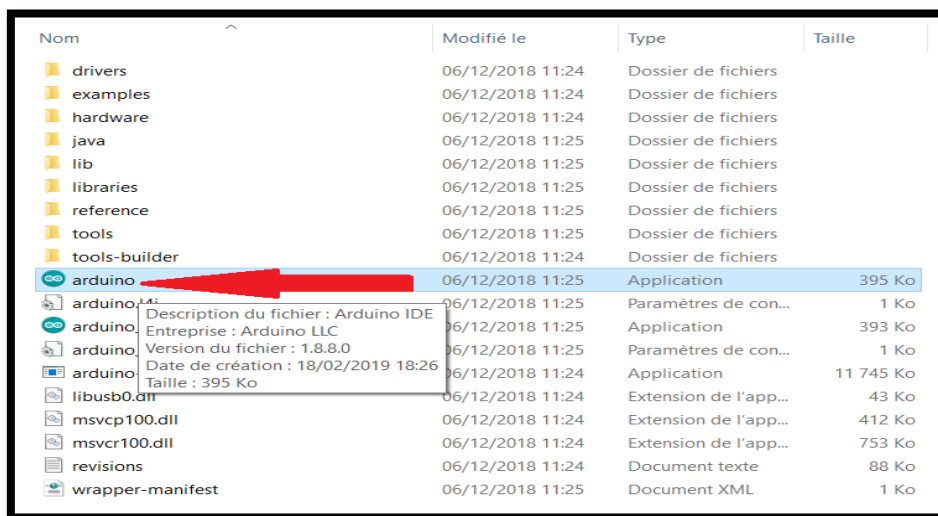 Nom Modifié le Type Taille
drivers 06/12/2018 11:24 Dossier de fichiers
examples 06/12/2018 11:24 Dossier de fichiers
hardware 06/12/2018 11:24 Dossier de fichiers
java 06/12/2018 11:25 Dossier de fichiers
lib 06/12/2018 11:25 Dossier de fichiers
libraries 06/12/2018 11:25 Dossier de fichiers
reference 06/12/2018 11:25 Dossier de fichiers
tools 06/12/2018 11:25 Dossier de fichiers
tools-builder 06/12/2018 11:24 Dossier de fichiers
arduino 06/12/2018 11:25 Application 395 Ko
arduino.l4j 06/12/2018 11:25 Paramètres de con... 1 Ko
Description du fichier : Arduino IDE
Entreprise : Arduino LLC
Version du fichier : 1.8.8.0
Date de création : 18/02/2019 18:26
Taille : 395 Ko
arduino_ 06/12/2018 11:25 Application 393 Ko
arduino_ 06/12/2018 11:25 Paramètres de con... 1 Ko
arduino- 06/12/2018 11:24 Application 11 745 Ko
libusb0.dll 06/12/2018 11:24 Extension de l'app... 43 Ko
msvcp100.dll 06/12/2018 11:24 Extension de l'app... 412 Ko
msvcr100.dll 06/12/2018 11:24 Extension de l'app... 753 Ko
revisions 06/12/2018 11:24 Document texte 88 Ko
wrapper-manifest 06/12/2018 11:25 Document XML 1 Ko